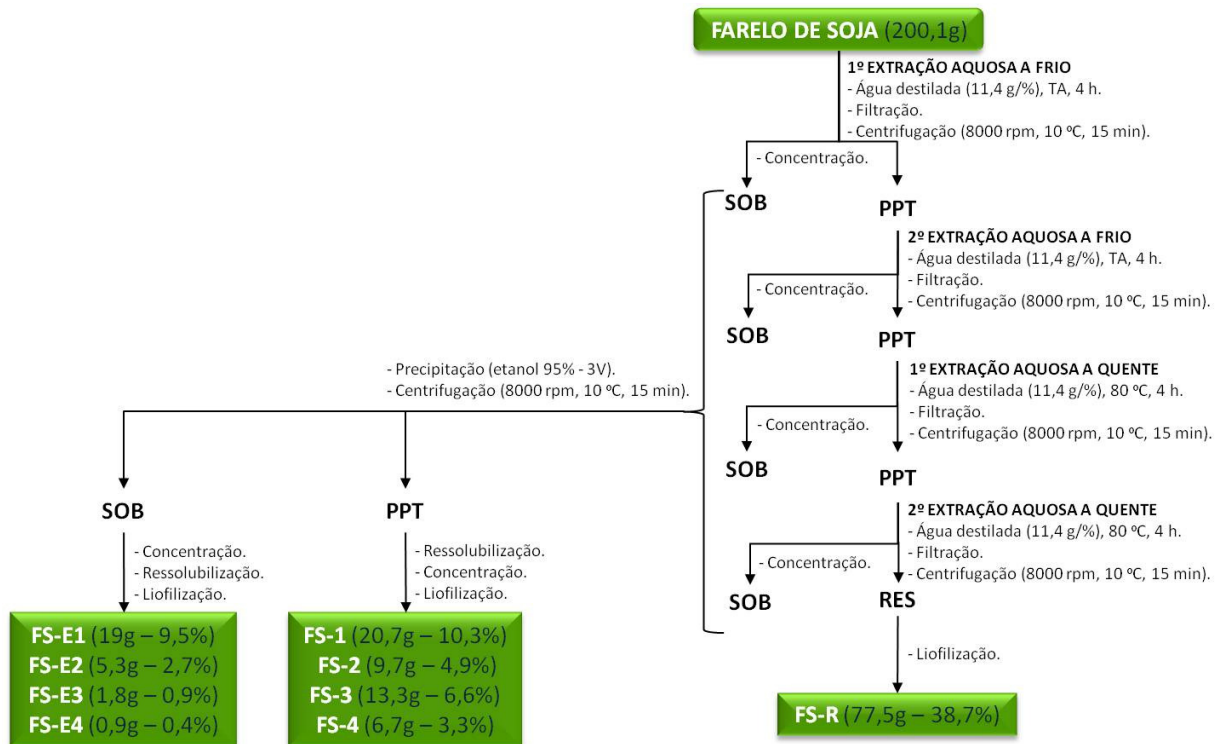 FARELO DE SOJA (200,1g)
1º EXTRAÇÃO AQUOSA A FRIO
- Água destilada (11,4 g/%), TA, 4 h.
- Filtração.
- Centrifugação (8000 rpm, 10 ºC, 15 min).
- Concentração.
SOB
PPT
2º EXTRAÇÃO AQUOSA A FRIO
- Água destilada (11,4 g/%), TA, 4 h.
- Filtração.
- Centrifugação (8000 rpm, 10 ºC, 15 min).
- Concentração.
SOB
PPT
1º EXTRAÇÃO AQUOSA A QUENTE
- Água destilada (11,4 g/%), 80 ºC, 4 h.
- Filtração.
- Centrifugação (8000 rpm, 10 ºC, 15 min).
- Concentração.
SOB
PPT
2º EXTRAÇÃO AQUOSA A QUENTE
- Água destilada (11,4 g/%), 80 ºC, 4 h.
- Filtração.
- Centrifugação (8000 rpm, 10 ºC, 15 min).
- Concentração.
SOB
RES
- Liofilização.
FS-R (77,5g – 38,7%)
- Precipitação (etanol 95% - 3V).
- Centrifugação (8000 rpm, 10 ºC, 15 min).
SOB
- Concentração.
- Ressolubilização.
- Liofilização.
FS-E1 (19g – 9,5%)
FS-E2 (5,3g – 2,7%)
FS-E3 (1,8g – 0,9%)
FS-E4 (0,9g – 0,4%)
PPT
- Ressolubilização.
- Concentração.
- Liofilização.
FS-1 (20,7g – 10,3%)
FS-2 (9,7g – 4,9%)
FS-3 (13,3g – 6,6%)
FS-4 (6,7g – 3,3%)